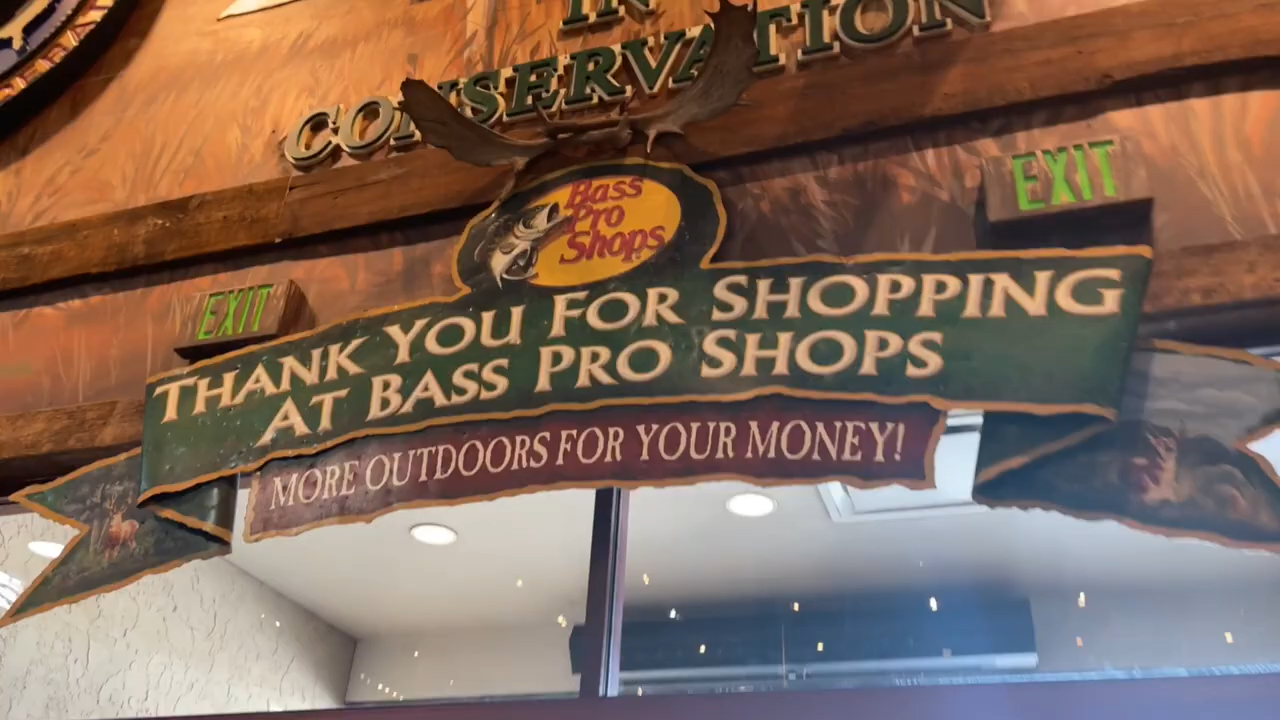 IN
CONSERVATION
EXIT
Bass
Pro
Shops
EXIT
THANK YOU FOR SHOPPING
AT BASS PRO SHOPS
MORE OUTDOORS FOR YOUR MONEY!